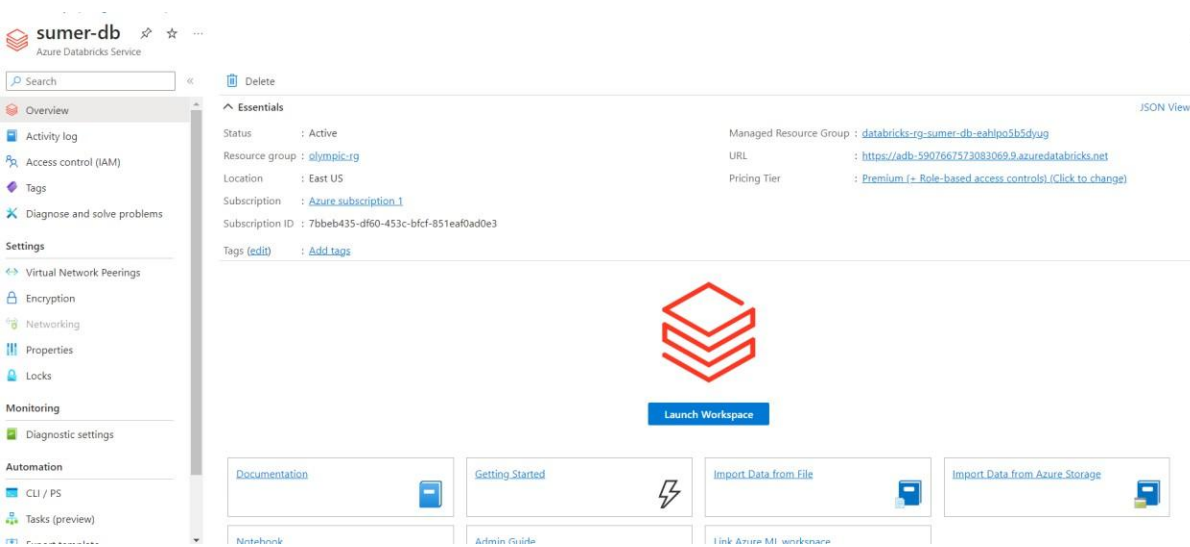 sumer-db
Azure Databricks Service
Search
Overview
Activity log
Access control (IAM)
Tags
Diagnose and solve problems
Settings
Virtual Network Peerings
Encryption
Networking
Properties
Locks
Monitoring
Diagnostic settings
Automation
CLI / PS
Tasks (preview)
Export template
Delete
Essentials
JSON View
Status : Active
Resource group : olympic-rg
Location : East US
Subscription : Azure subscription 1
Subscription ID : 7bbeb435-df60-453c-bfcf-851eaf0ad0e3
Tags (edit) : Add tags
Managed Resource Group : databricks-rg-sumer-db-eahlpo5b5dyug
URL : https://adb-5907667573083069.9.azuredatabricks.net
Pricing Tier : Premium (+ Role-based access controls) (Click to change)
Launch Workspace
Documentation
Getting Started
Import Data from File
Import Data from Azure Storage
Notebook
Admin Guide
Link Azure ML workspace